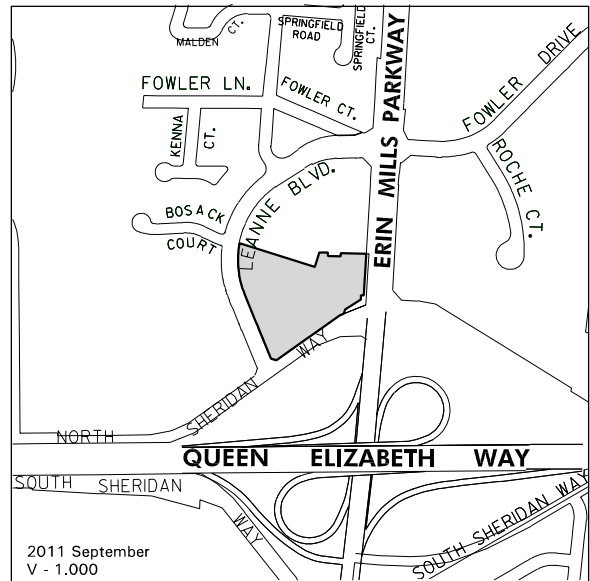 MALDEN CT.
SPRINGFIELD
ROAD
SPRINGFIELD
CT.
FOWLER LN.
FOWLER CT.
KENNA
CT.
ERIN MILLS PARKWAY
FOWLER DRIVE
ROCHE CT.
BOSACK
COURT
LEANNE BLVD.
NORTH SHERIDAN WAY
QUEEN ELIZABETH WAY
SOUTH SHERIDAN WAY
SOUTH SHERIDAN WAY
2011 September
V - 1.000